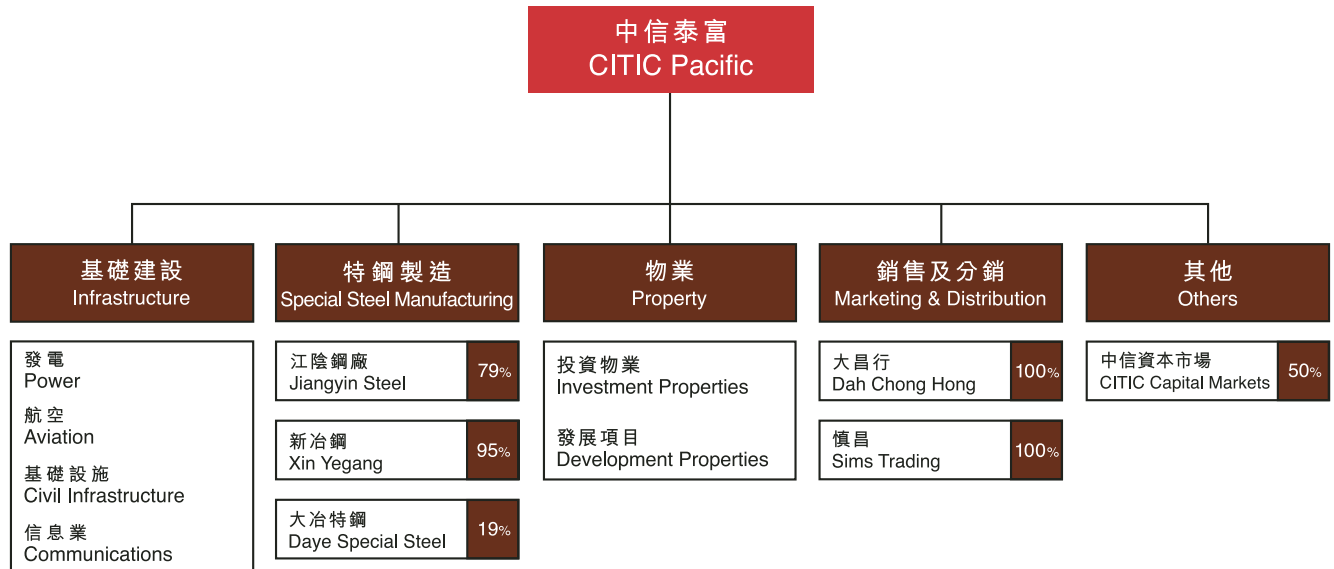 中信泰富
CITIC Pacific
基礎建設
Infrastructure
發電
Power
航空
Aviation
基礎設施
Civil Infrastructure
信息業
Communications
特鋼製造
Special Steel Manufacturing
江陰鋼廠
Jiangyin Steel
79%
新冶鋼
Xin Yegang
95%
大冶特鋼
Daye Special Steel
19%
物業
Property
投資物業
Investment Properties
發展項目
Development Properties
銷售及分銷
Marketing & Distribution
大昌行
Dah Chong Hong
100%
慎昌
Sims Trading
100%
其他
Others
中信資本市場
CITIC Capital Markets
50%